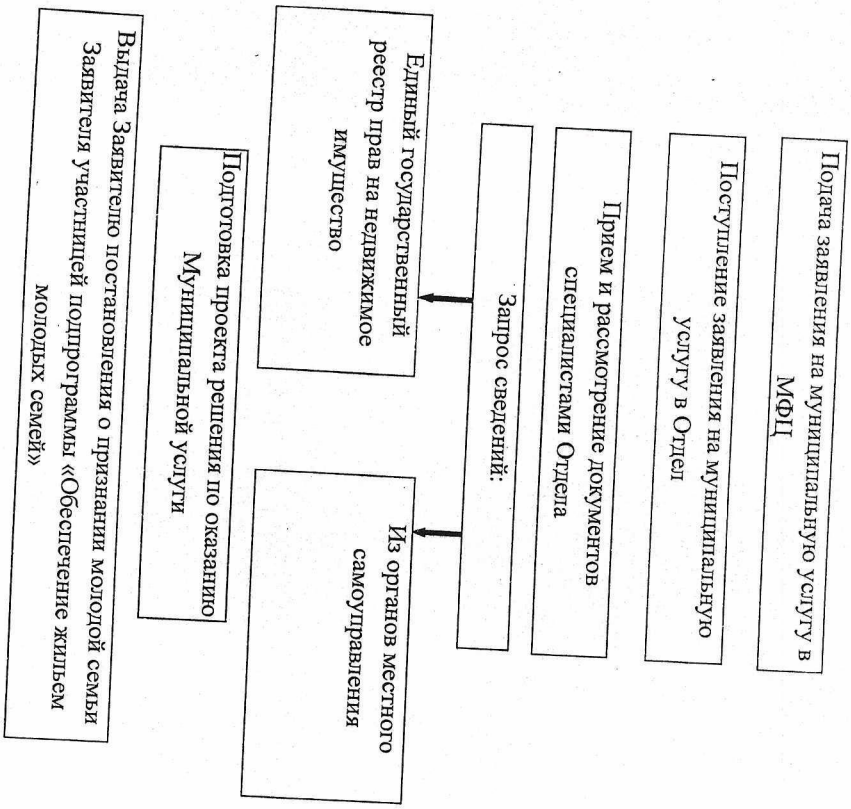 Подача заявления на муниципальную услугу в
МФЦ
Поступление заявления на муниципальную
услугу в Отдел
Прием и рассмотрение документов
специалистами Отдела
Запрос сведений:
Единый государственный
реестр прав на недвижимое
имущество
Из органов местного
самоуправления
Подготовка проекта решения по оказанию
Муниципальной услуги
Выдача Заявителю постановления о признании молодой семьи
Заявителя участницей подпрограммы «Обеспечение жильем
молодых семей»